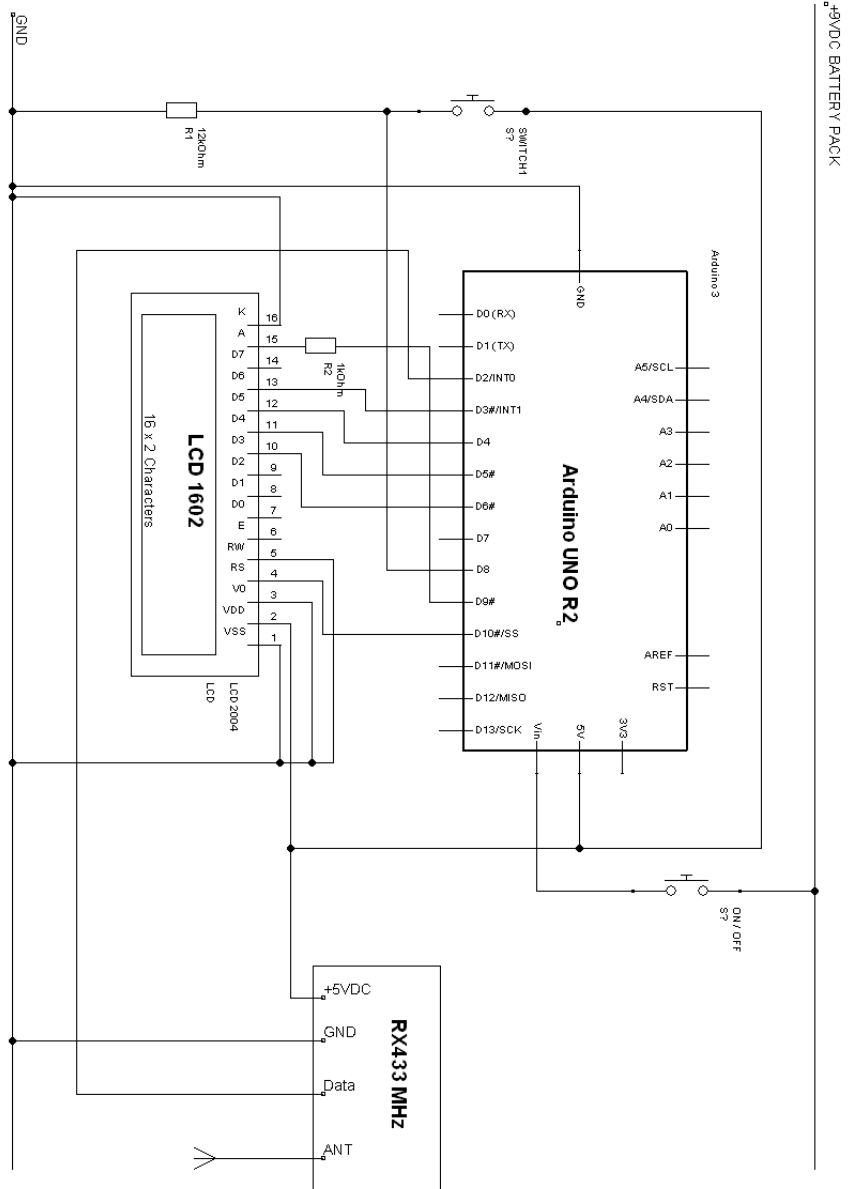 GND
+9VDC BATTERY PACK
12kOhm
R1
SWITCH1
S?
Arduino 3
GND
D0(RX)
D1(TX)
D2/INT0
D3#/INT1
D4
D5#
D6#
D7
D8
D9#
D10#/SS
D11#/MOSI
D12/MISO
D13/SCK
A5/SCL
A4/SDA
A3
A2
A1
A0
AREF
RST
Vin
5V
3V3
Arduino UNO R2
1kOhm
R2
K
16
A
15
D7
14
D6
13
D5
12
D4
11
D3
10
D2
9
D1
8
D0
7
E
6
RW
5
RS
4
V0
3
VDD
2
VSS
1
LCD 1602
16 x 2 Characters
LCD 2004
LCD
ON / OFF
S?
+5VDC
GND
Data
ANT
RX433 MHz